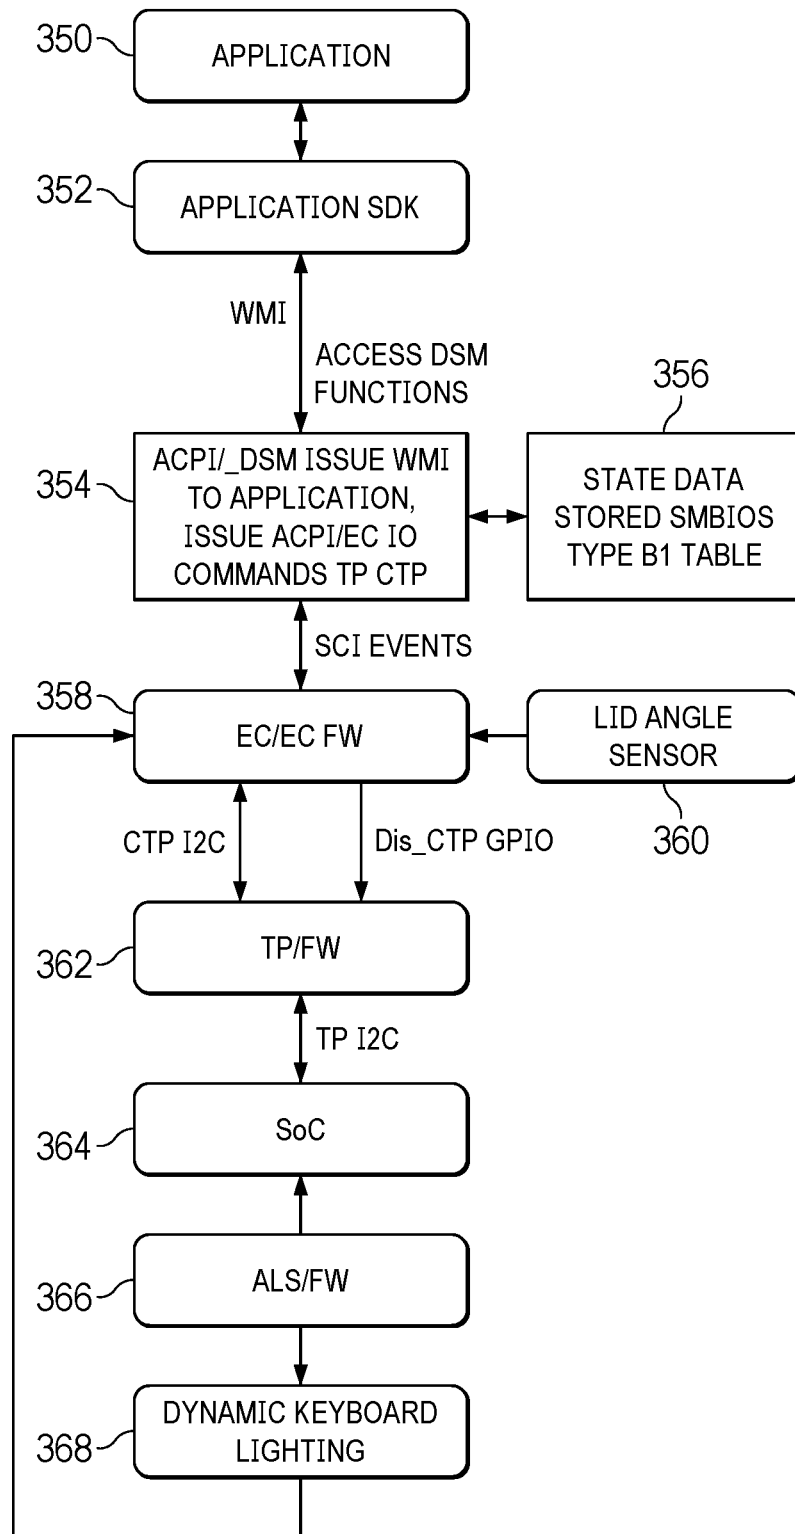 350
APPLICATION
352
APPLICATION SDK
WMI
ACCESS DSM
FUNCTIONS
354
ACPI/_DSM ISSUE WMI
TO APPLICATION,
ISSUE ACPI/EC IO
COMMANDS TP CTP
356
STATE DATA
STORED SMBIOS
TYPE B1 TABLE
SCI EVENTS
358
EC/EC FW
LID ANGLE
SENSOR
360
CTP I2C
Dis_CTP GPIO
362
TP/FW
TP I2C
364
SoC
366
ALS/FW
368
DYNAMIC KEYBOARD
LIGHTING